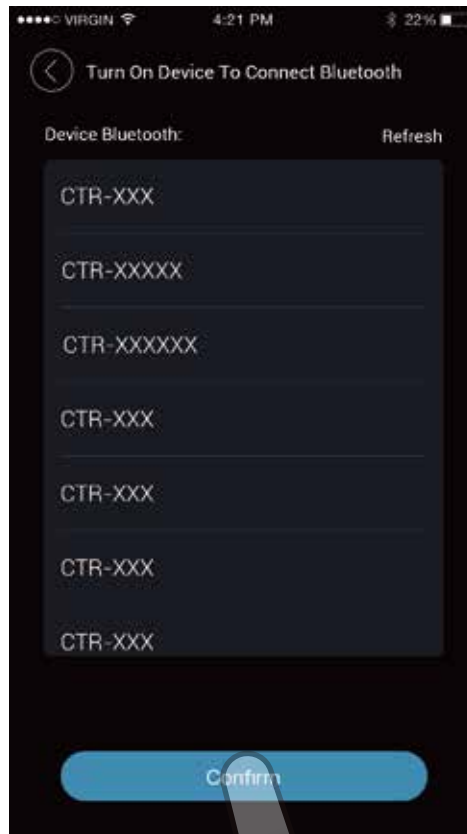 VIRGIN 4:21 PM 22%
Turn On Device To Connect Bluetooth
Device Bluetooth: Refresh
CTR-XXX
CTR-XXXXX
CTR-XXXXXX
CTR-XXX
CTR-XXX
CTR-XXX
CTR-XXX
Confirm